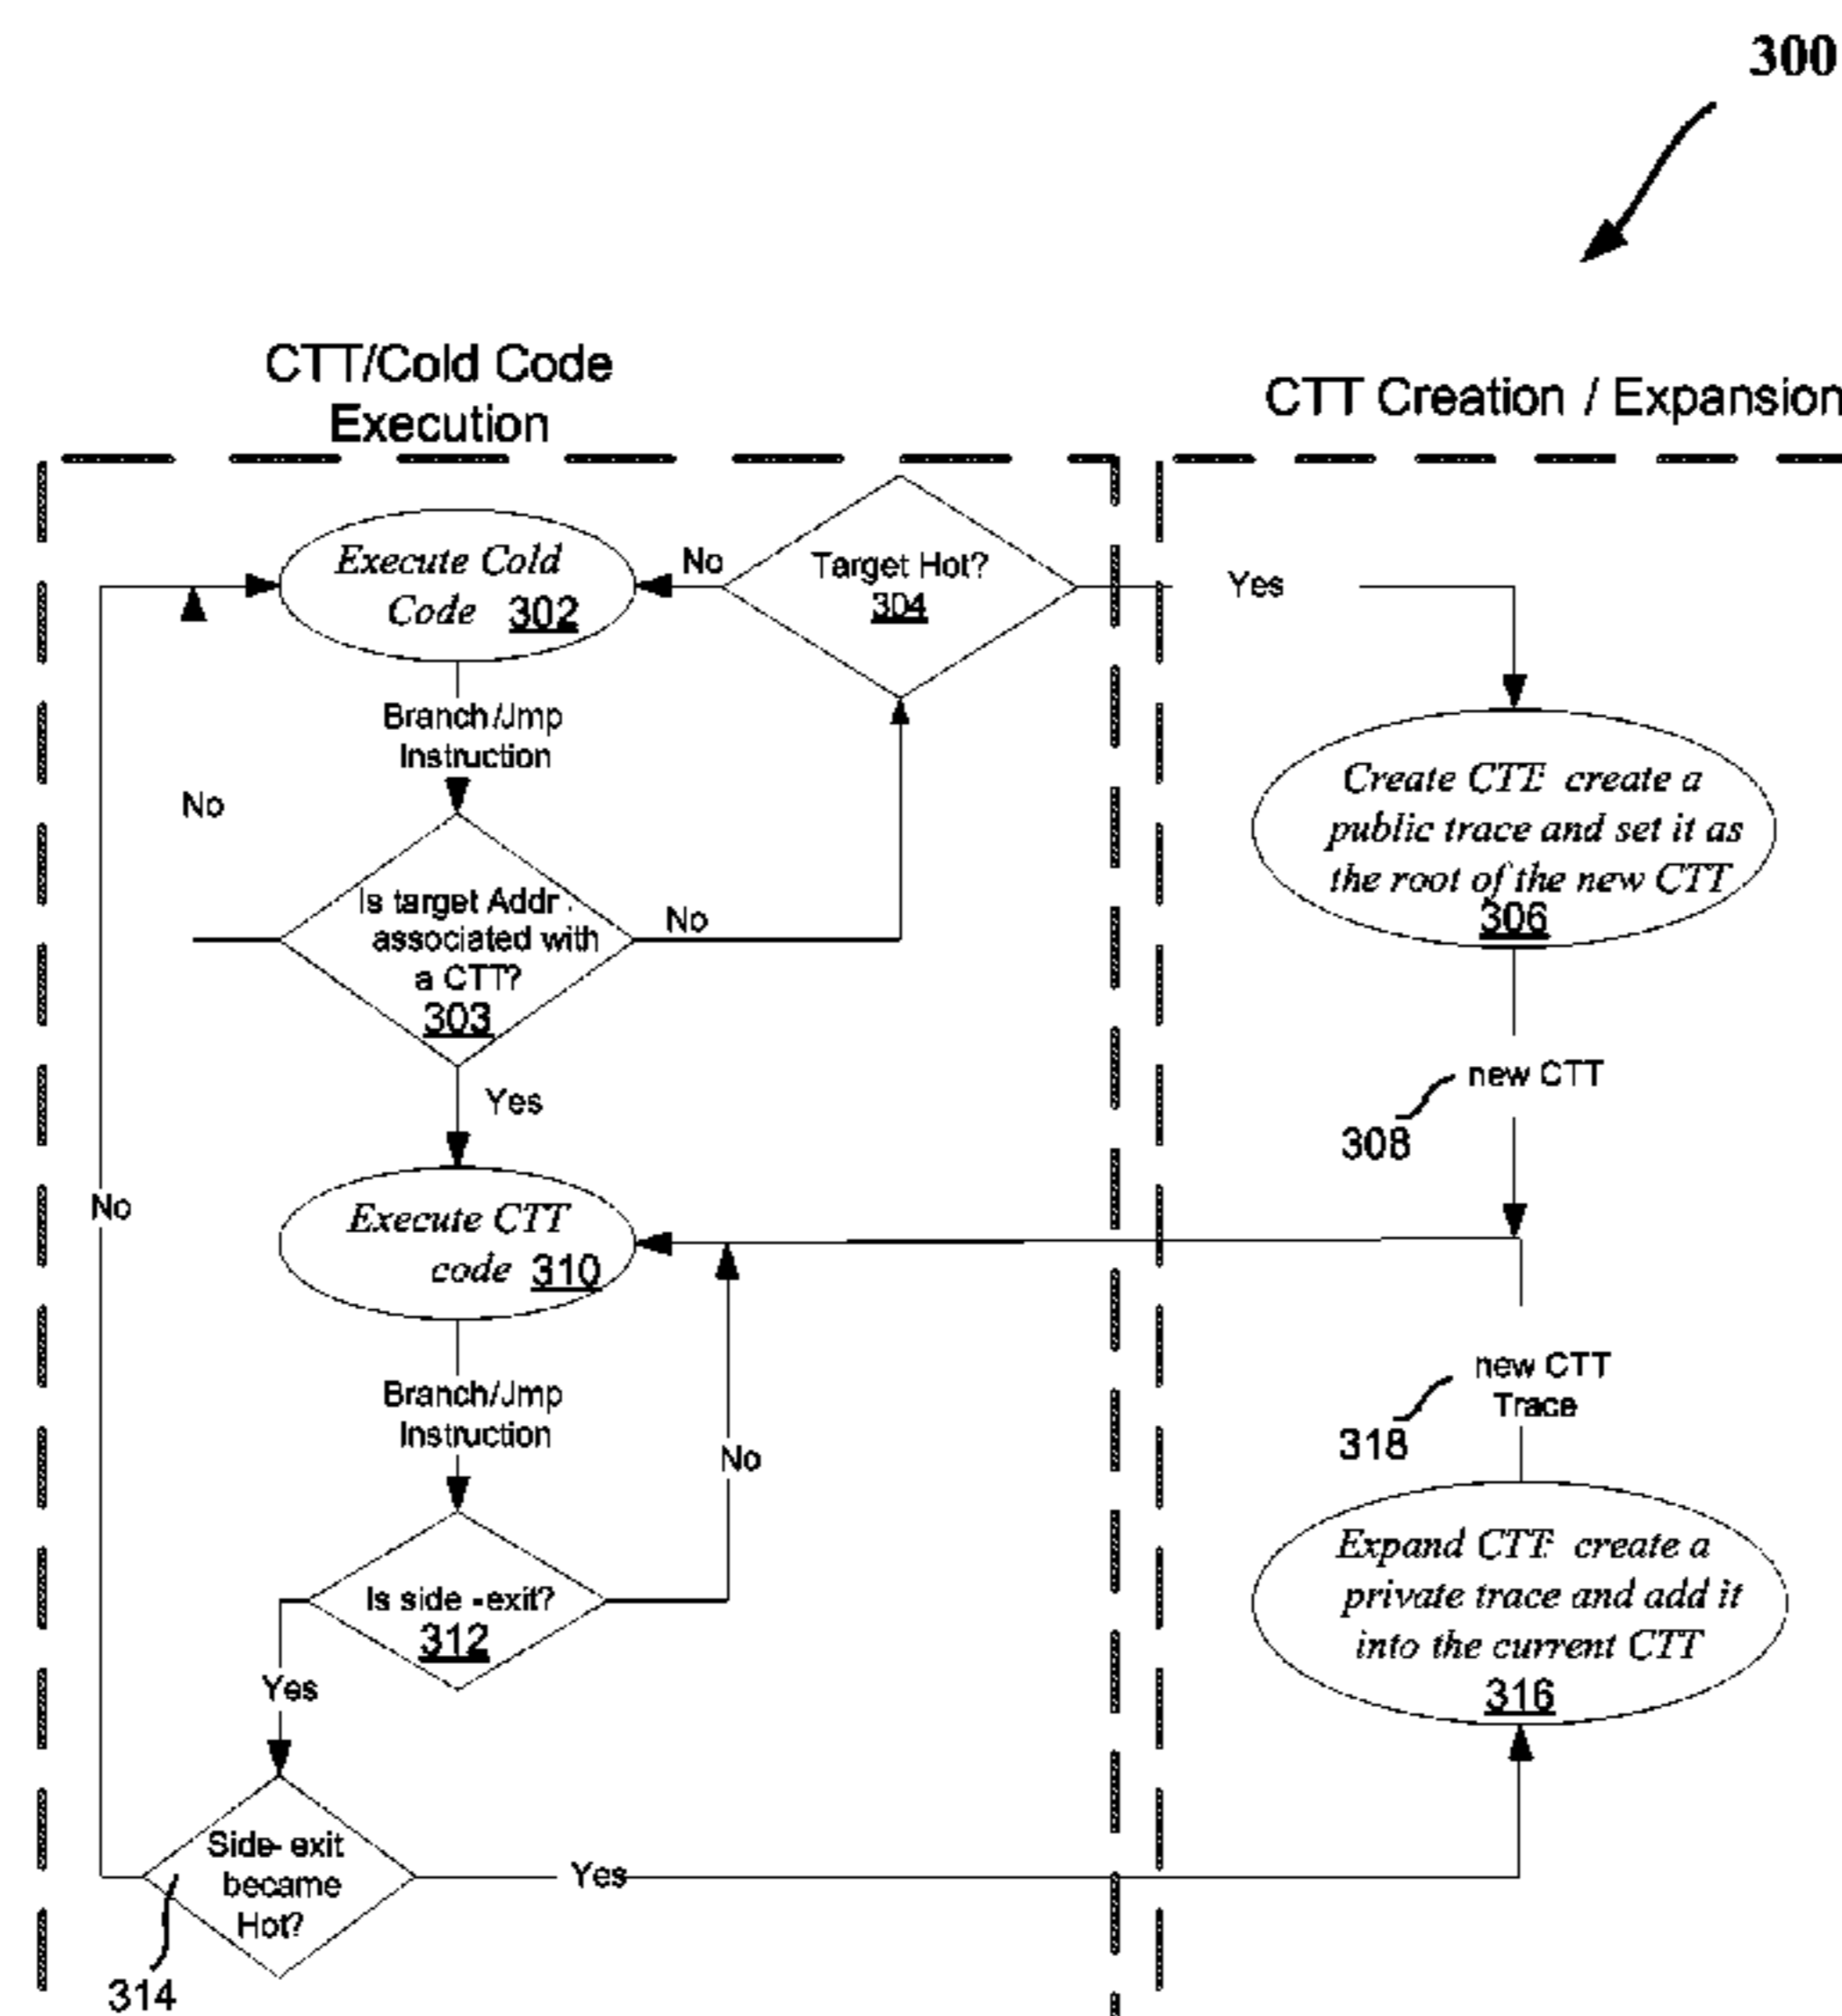 300
CTT/Cold Code
Execution
CTT Creation / Expansion
Execute Cold
Code 302
No
Target Hot?
304
Yes
Branch/Jmp
Instruction
No
Is target Addr.
associated with
a CTT?
303
No
Create CTT: create a
public trace and set it as
the root of the new CTT
306
Yes
new CTT
308
No
Execute CTT
code 310
Branch/Jmp
Instruction
No
new CTT
Trace
318
Is side-exit?
312
Yes
Expand CTT: create a
private trace and add it
into the current CTT
316
Side-exit
became
Hot?
Yes
314